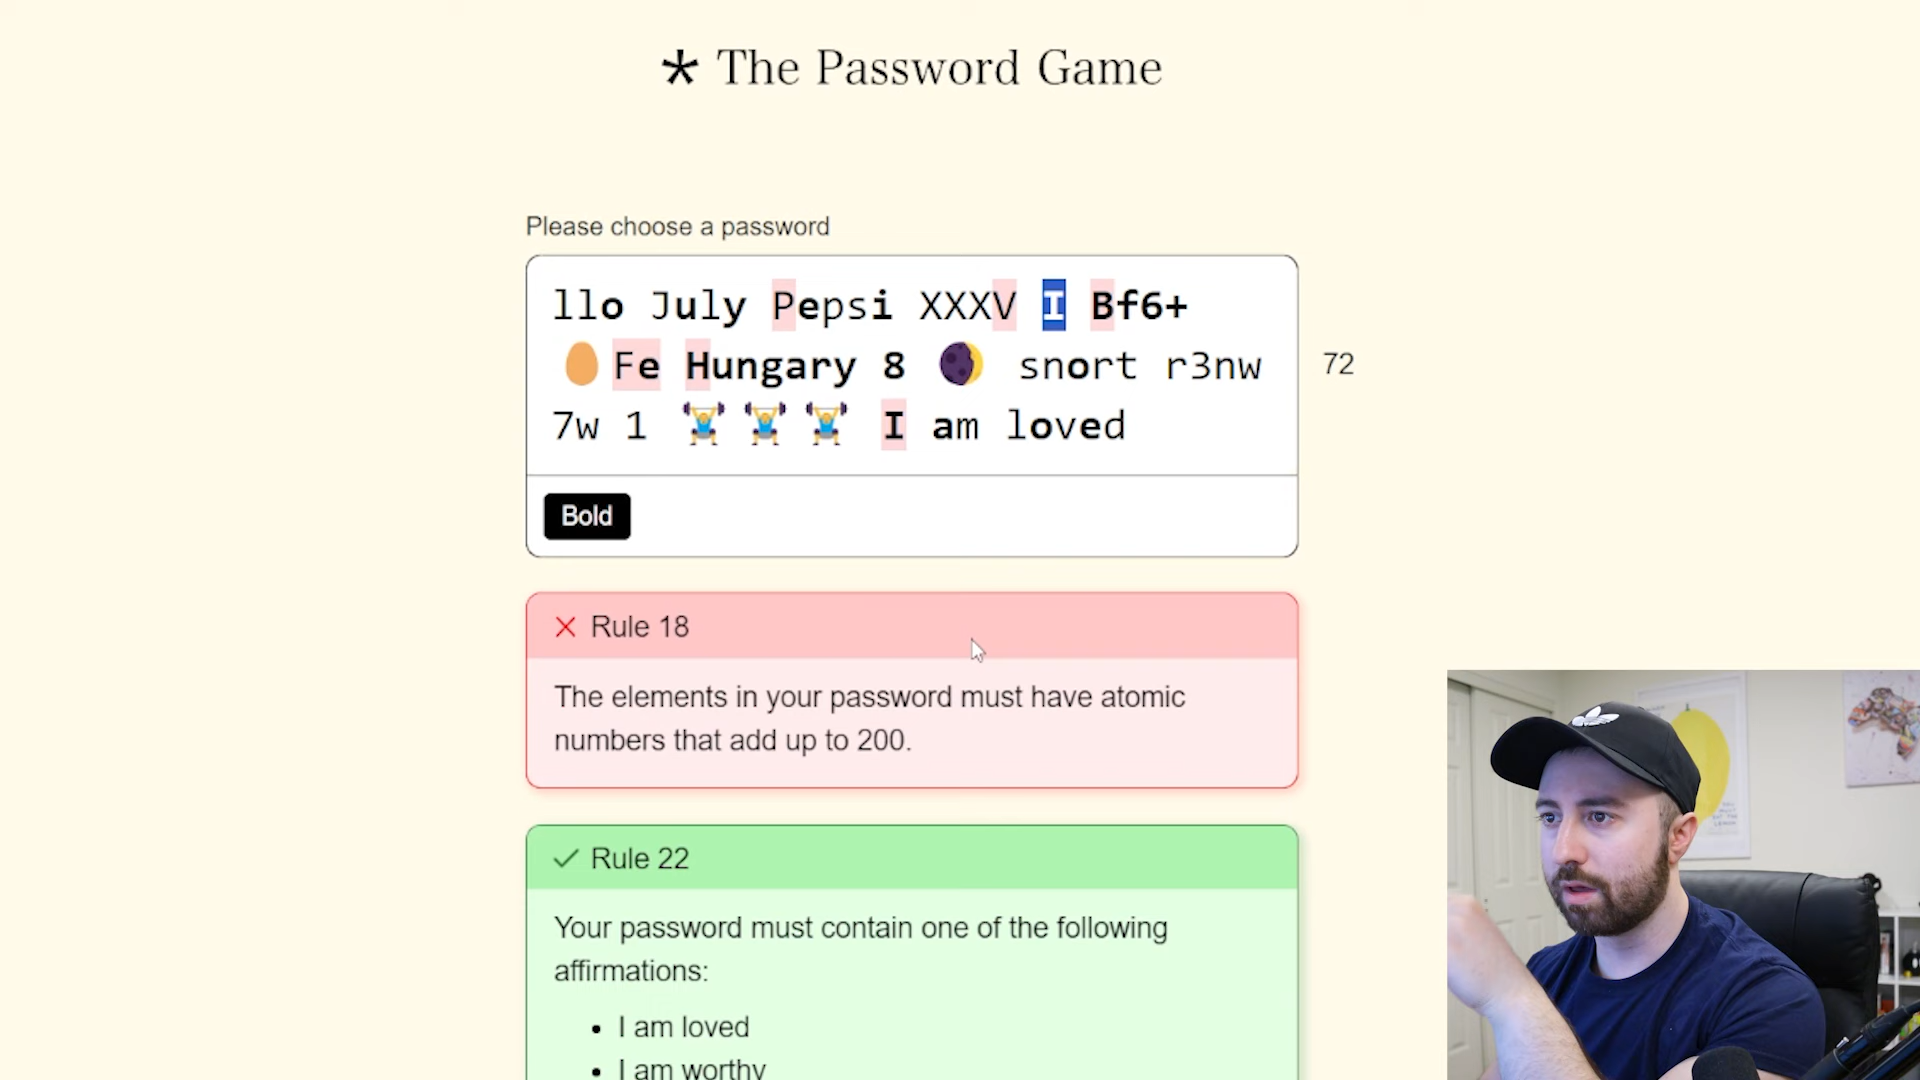 * The Password Game
Please choose a password
llo July Pepsi XXXV I Bf6+
🥚Fe Hungary 8 🌒 snort r3nw
7w 1 🏋️‍♂️🏋️‍♂️🏋️‍♂️ I am loved
72
Bold
Rule 18
The elements in your password must have atomic
numbers that add up to 200.
Rule 22
Your password must contain one of the following
affirmations:
• I am loved
• I am worthy